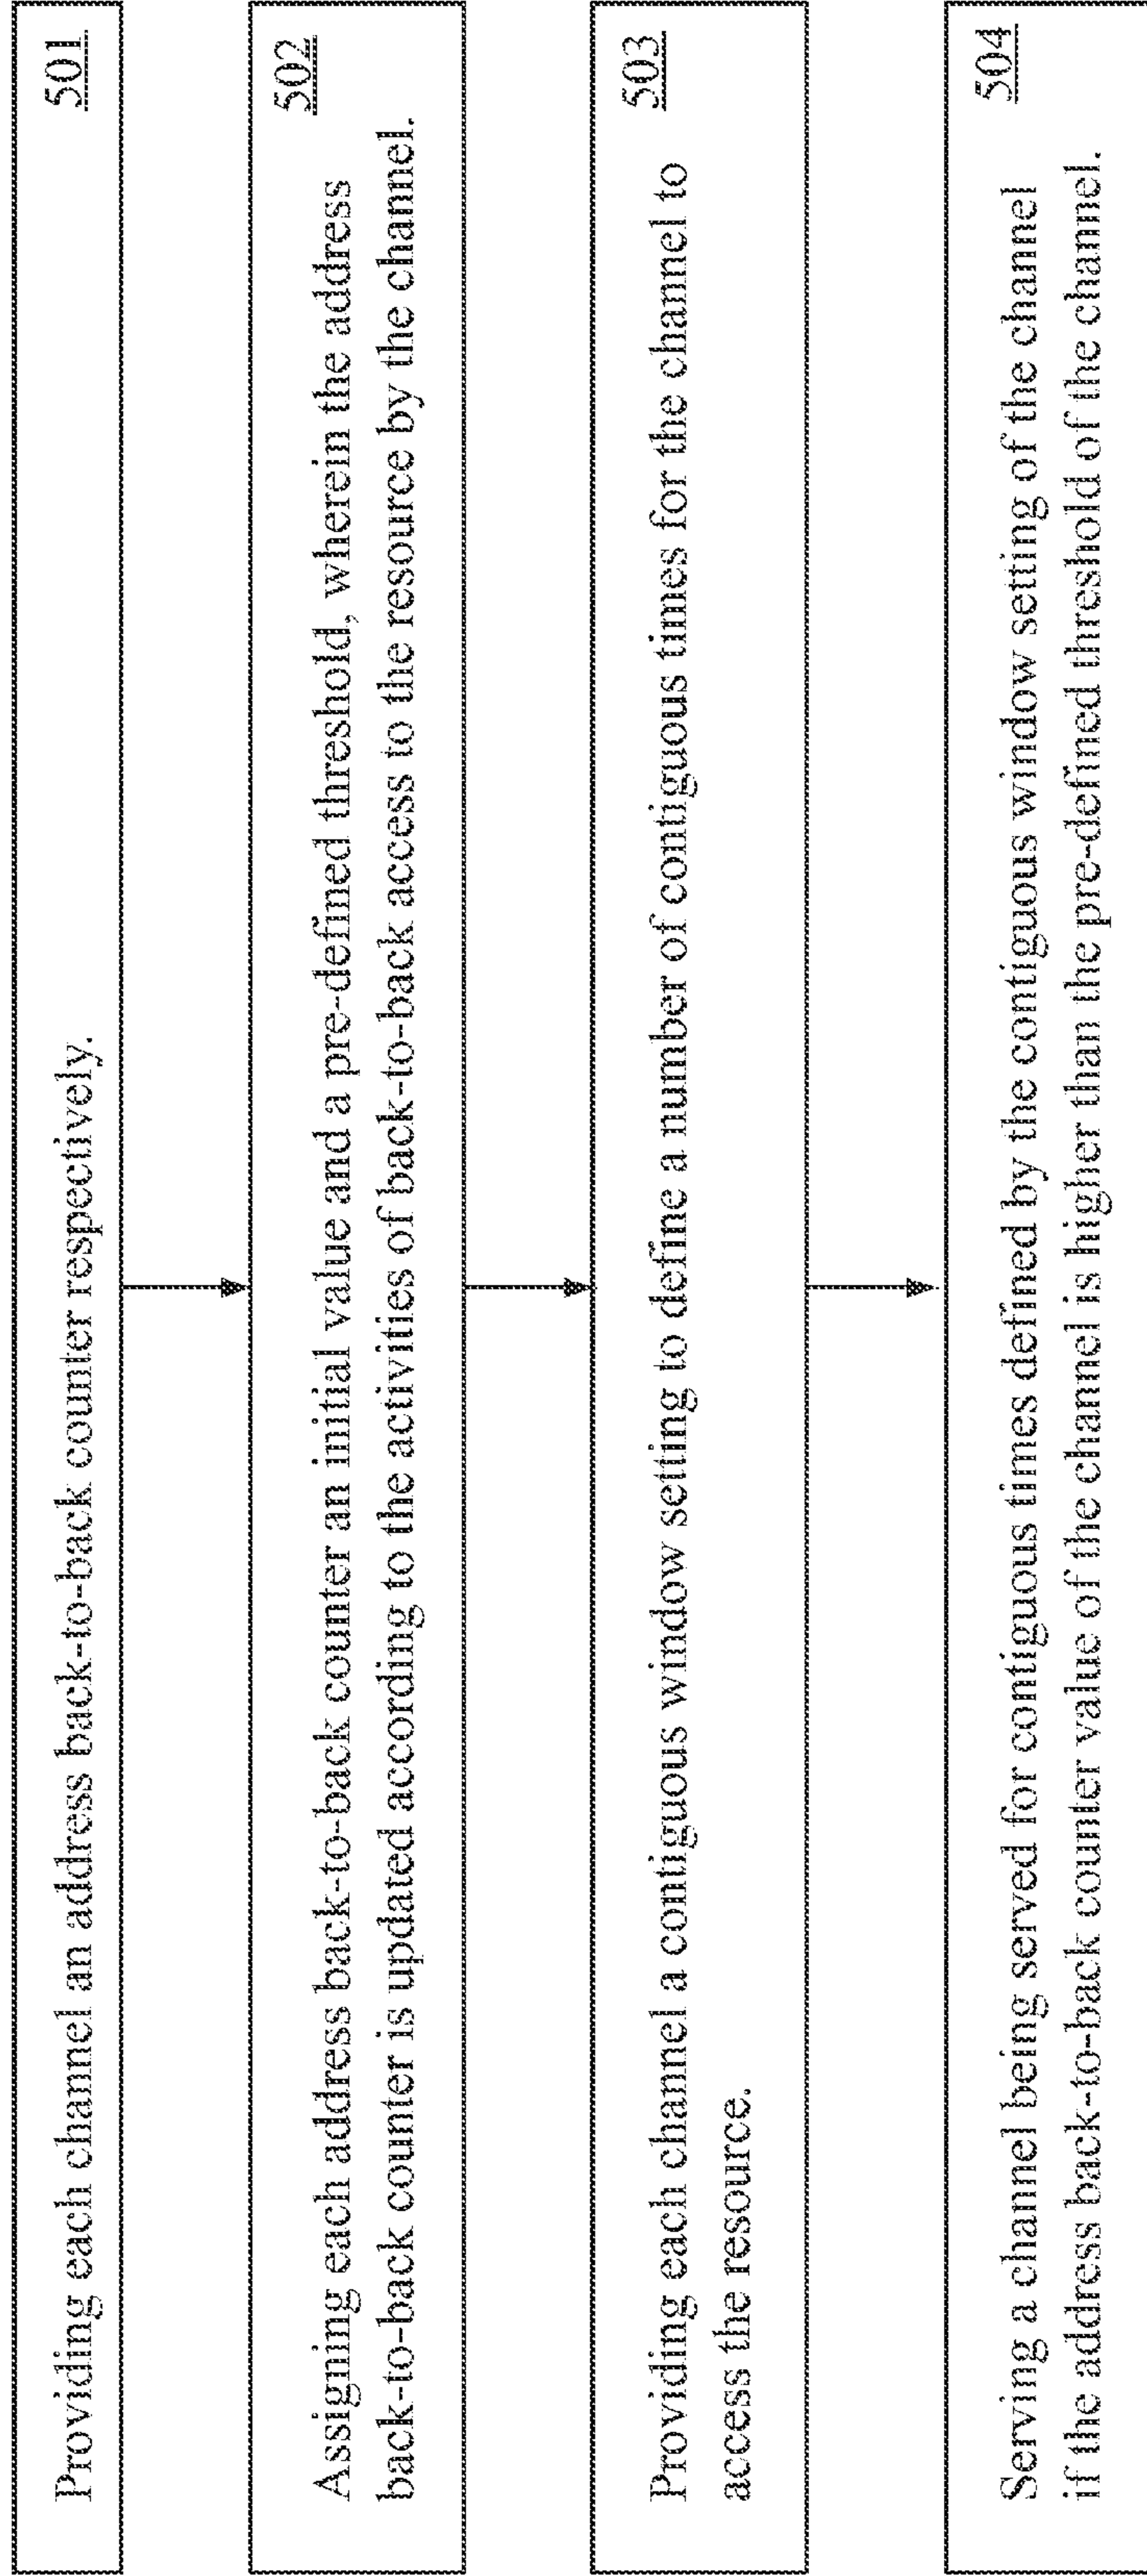 Providing each channel an address back-to-back counter respectively.
501
502
Assigning each address back-to-back counter an initial value and a pre-defined threshold, wherein the address
back-to-back counter is updated according to the activities of back-to-back access to the resource by the channel.
503
Providing each channel a contiguous window setting to define a number of contiguous times for the channel to
access the resource.
504
Serving a channel being served for contiguous times defined by the contiguous window setting of the channel
if the address back-to-back counter value of the channel is higher than the pre-defined threshold of the channel.